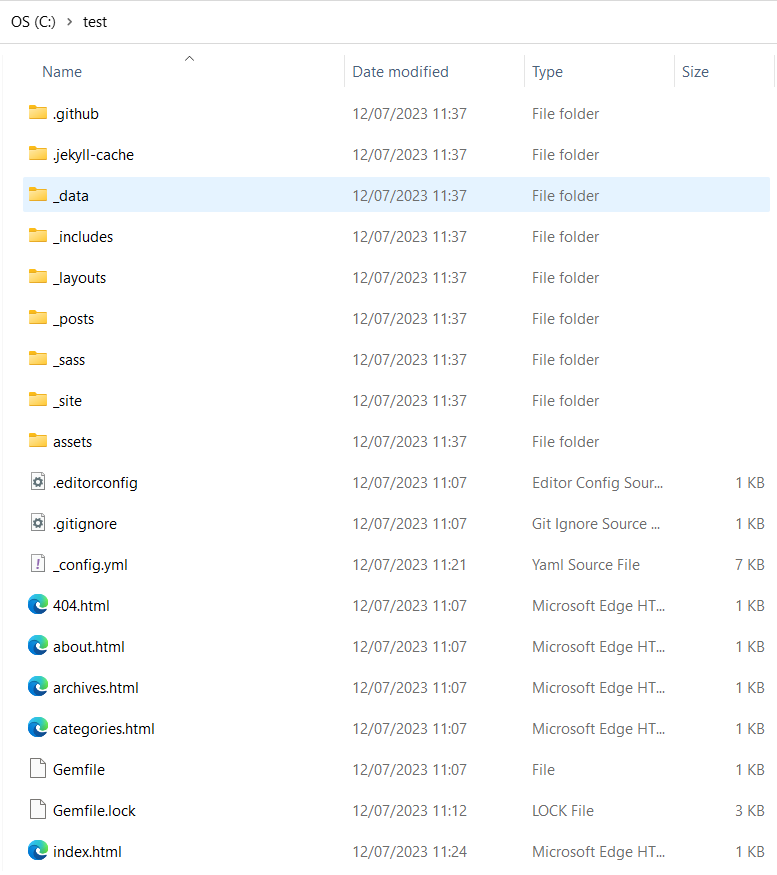 OS (C:) > test
Name Date modified Type Size
.github 12/07/2023 11:37 File folder
.jekyll-cache 12/07/2023 11:37 File folder
_data 12/07/2023 11:37 File folder
_includes 12/07/2023 11:37 File folder
_layouts 12/07/2023 11:37 File folder
_posts 12/07/2023 11:37 File folder
_sass 12/07/2023 11:37 File folder
_site 12/07/2023 11:37 File folder
assets 12/07/2023 11:37 File folder
.editorconfig 12/07/2023 11:07 Editor Config Sour... 1 KB
.gitignore 12/07/2023 11:07 Git Ignore Source ... 1 KB
_config.yml 12/07/2023 11:21 Yaml Source File 7 KB
404.html 12/07/2023 11:07 Microsoft Edge HT... 1 KB
about.html 12/07/2023 11:07 Microsoft Edge HT... 1 KB
archives.html 12/07/2023 11:07 Microsoft Edge HT... 1 KB
categories.html 12/07/2023 11:07 Microsoft Edge HT... 1 KB
Gemfile 12/07/2023 11:07 File 1 KB
Gemfile.lock 12/07/2023 11:12 LOCK File 3 KB
index.html 12/07/2023 11:24 Microsoft Edge HT... 1 KB